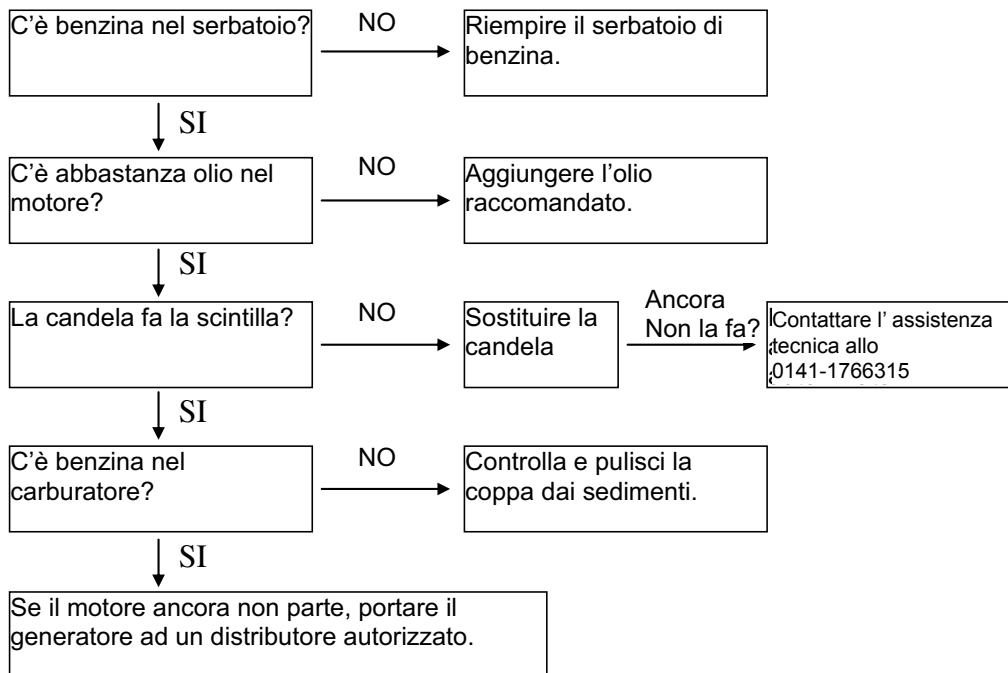 C'è benzina nel serbatoio?
NO
Riempire il serbatoio di
benzina.
SI
C'è abbastanza olio nel
motore?
NO
Aggiungere l'olio
raccomandato.
SI
La candela fa la scintilla?
NO
Sostituire la
candela
Ancora
Non la fa?
Contattare l' assistenza
tecnica allo
0141-1766315
SI
C'è benzina nel
carburatore?
NO
Controlla e pulisci la
coppa dai sedimenti.
SI
Se il motore ancora non parte, portare il
generatore ad un distributore autorizzato.